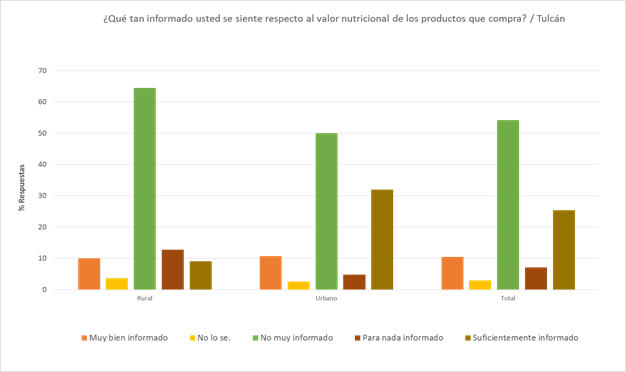 ¿Qué tan informado usted se siente respecto al valor nutricional de los productos que compra? / Tulcán
70
60
50
40
30
20
10
0
% Respuestas
Rural Urbano Total
Muy bien informado No lo se. No muy informado Para nada informado Suficientemente informado